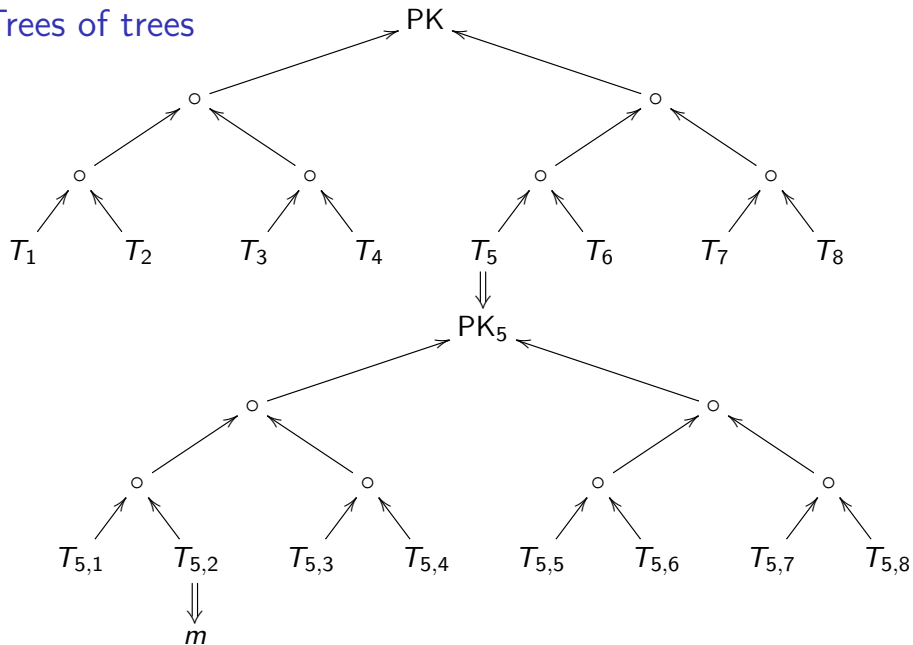 Trees of trees
PK
T₁ T₂ T₃ T₄ T₅ T₆ T₇ T₈
PK₅
T₅,₁ T₅,₂ T₅,₃ T₅,₄ T₅,₅ T₅,₆ T₅,₇ T₅,₈
m